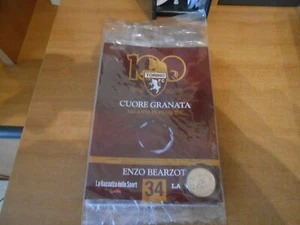 100
TORINO
CUORE GRANATA
ENZO BEARZOT
La Gazzetta dello Sport
34
LA